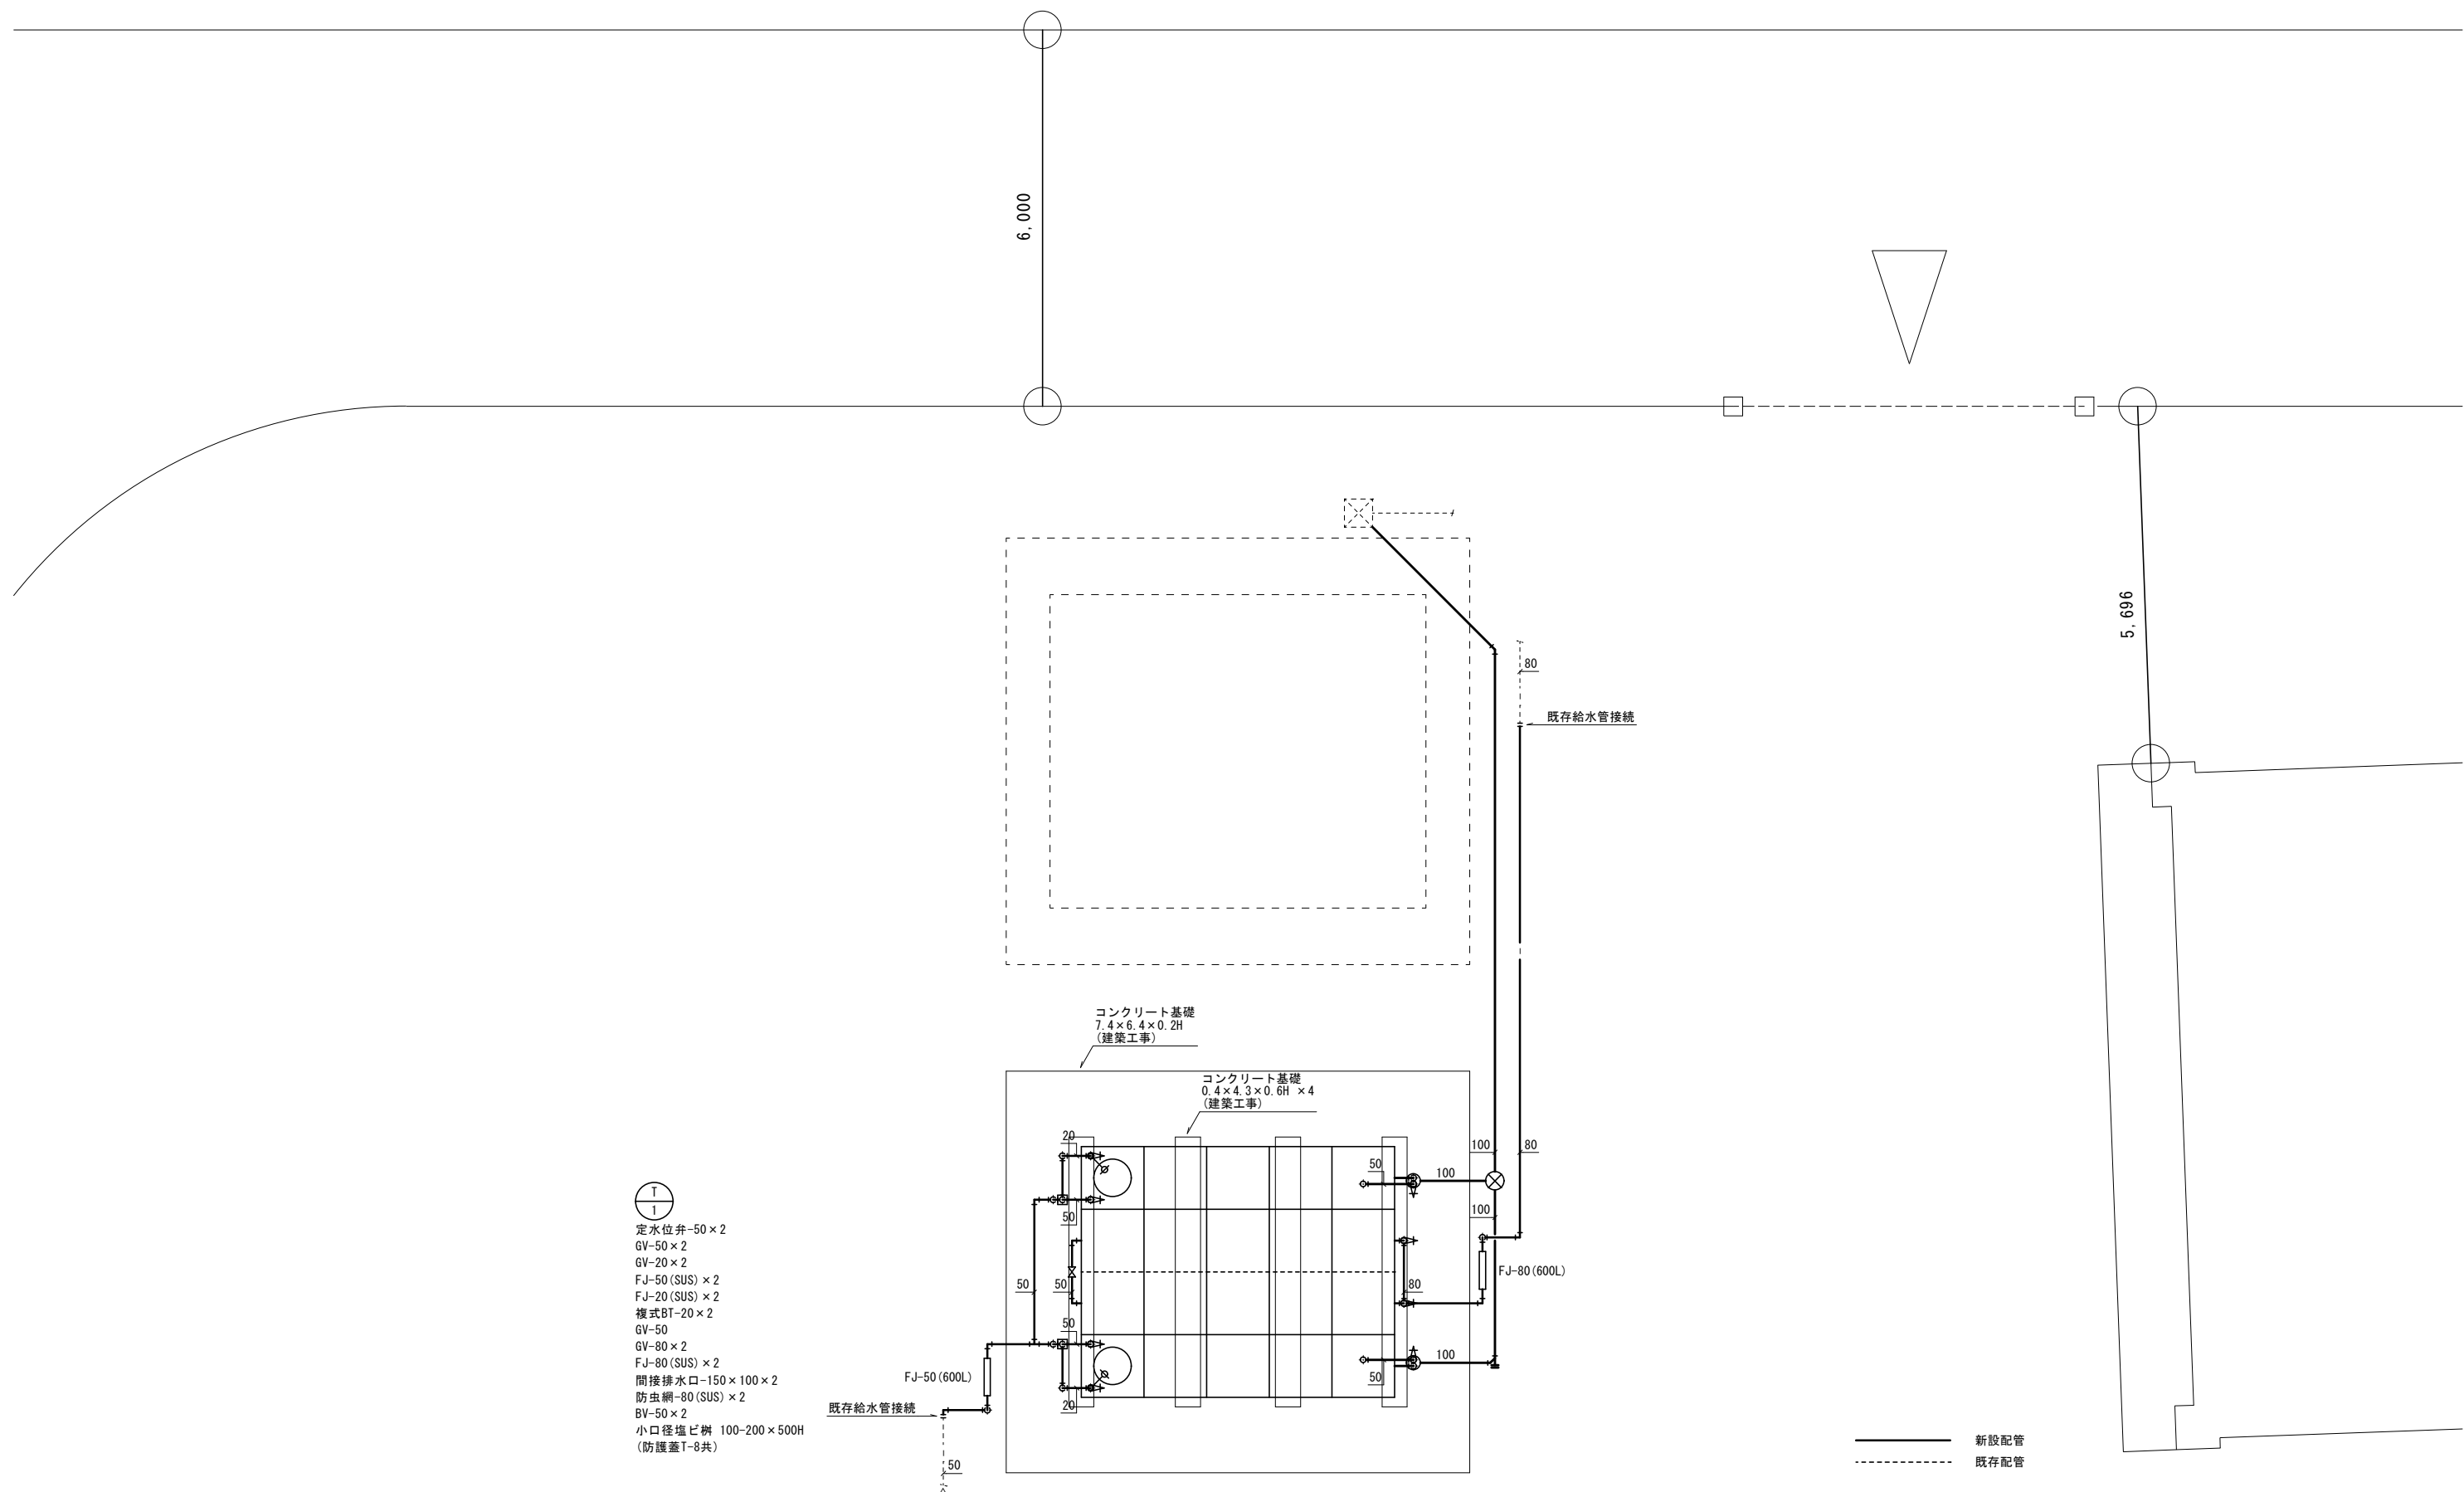 6,000
5,696
80
既存給水管接続
コンクリート基礎
7.4×6.4×0.2H
(建築工事)
コンクリート基礎
0.4×4.3×0.6H ×4
(建築工事)
20
50
100
80
50
100
100
50
50
50
80
FJ-80(600L)
50
100
50
20
FJ-50(600L)
既存給水管接続
50
T
1
定水位弁-50×2
GV-50×2
GV-20×2
FJ-50(SUS)×2
FJ-20(SUS)×2
複式BT-20×2
GV-50
GV-80×2
FJ-80(SUS)×2
間接排水口-150×100×2
防虫網-80(SUS)×2
BV-50×2
小口径塩ビ桝 100-200×500H
(防護蓋T-8共)
新設配管
既存配管